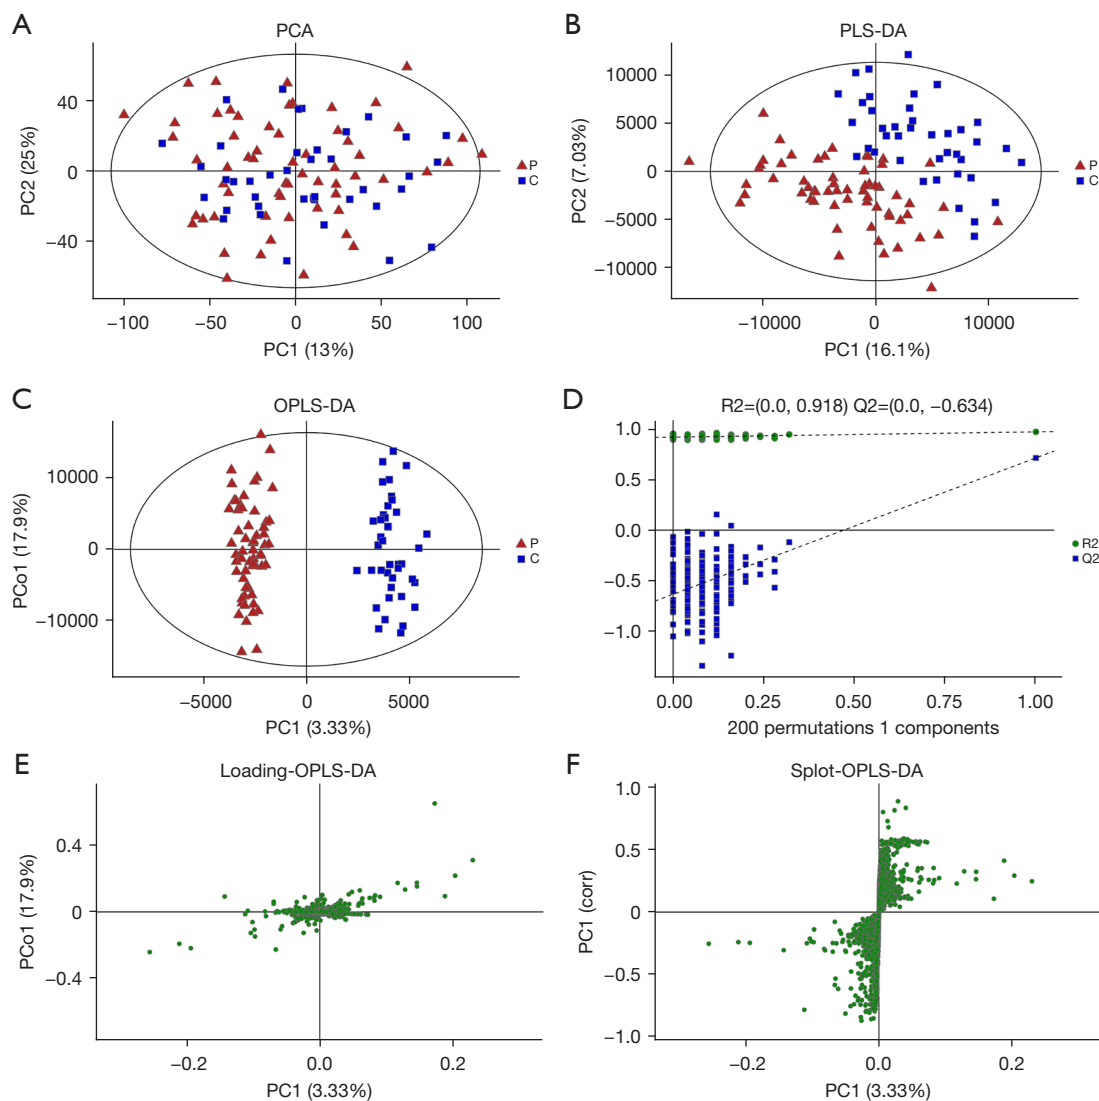 A
PCA
PC2 (25%)
40
0
−40
−100
−50
0
50
100
PC1 (13%)
P
C
B
PLS-DA
PC2 (7.03%)
10000
5000
0
−5000
−10000
−10000
0
10000
PC1 (16.1%)
P
C
C
OPLS-DA
PCo1 (17.9%)
10000
0
−10000
−5000
0
5000
PC1 (3.33%)
P
C
D
R2=(0.0, 0.918) Q2=(0.0, −0.634)
1.0
0.5
0.0
−0.5
−1.0
0.00
0.25
0.50
0.75
1.00
200 permutations 1 components
R2
Q2
E
Loading-OPLS-DA
PCo1 (17.9%)
0.4
0
−0.4
−0.2
0.0
0.2
PC1 (3.33%)
F
Splot-OPLS-DA
PC1 (corr)
1.0
0.5
0
−0.5
−1.0
−0.2
0.0
0.2
PC1 (3.33%)